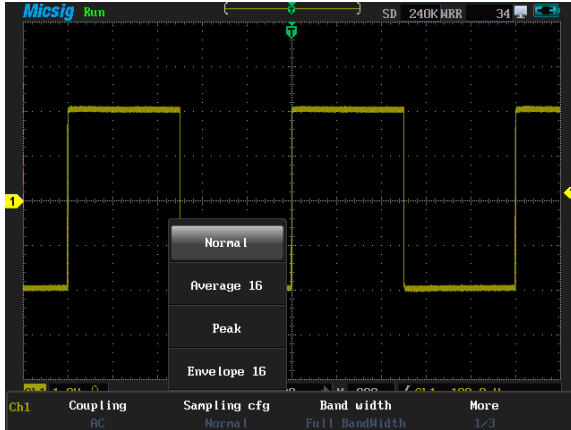 Micsig Run SD 240K WRR 34
T
1
Normal
Average 16
Peak
Envelope 16
Ch1 Coupling Sampling cfg Band width More
AC Normal Full BandWidth 1/3